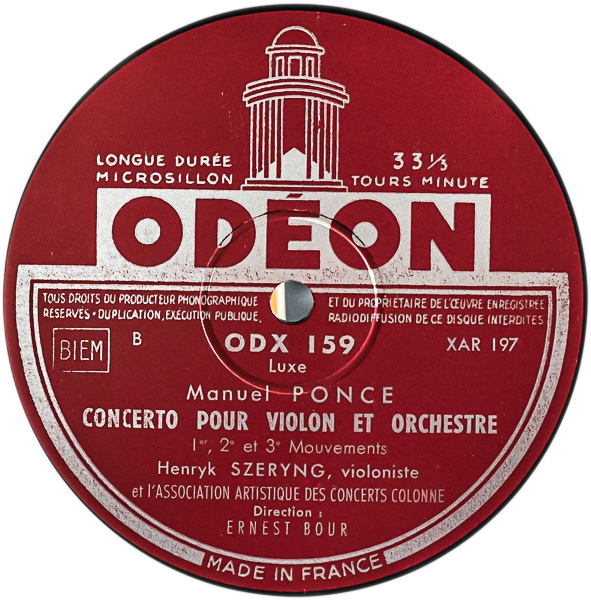 LONGUE DURÉE 33 1/3
MICROSILLON TOURS MINUTE
ODÉON
TOUS DROITS DU PRODUCTEUR PHONOGRAPHIQUE ET DU PROPRIÉTAIRE DE L'ŒUVRE ENREGISTRÉE
RESERVÉS • DUPLICATION, EXÉCUTION PUBLIQUE, RADIODIFFUSION DE CE DISQUE INTERDITES
BIEM B ODX 159 XAR 197
Luxe
Manuel PONCE
CONCERTO POUR VIOLON ET ORCHESTRE
1er, 2e et 3e Mouvements
Henryk SZERYNG, violoniste
et l'ASSOCIATION ARTISTIQUE DES CONCERTS COLONNE
Direction :
ERNEST BOUR
MADE IN FRANCE